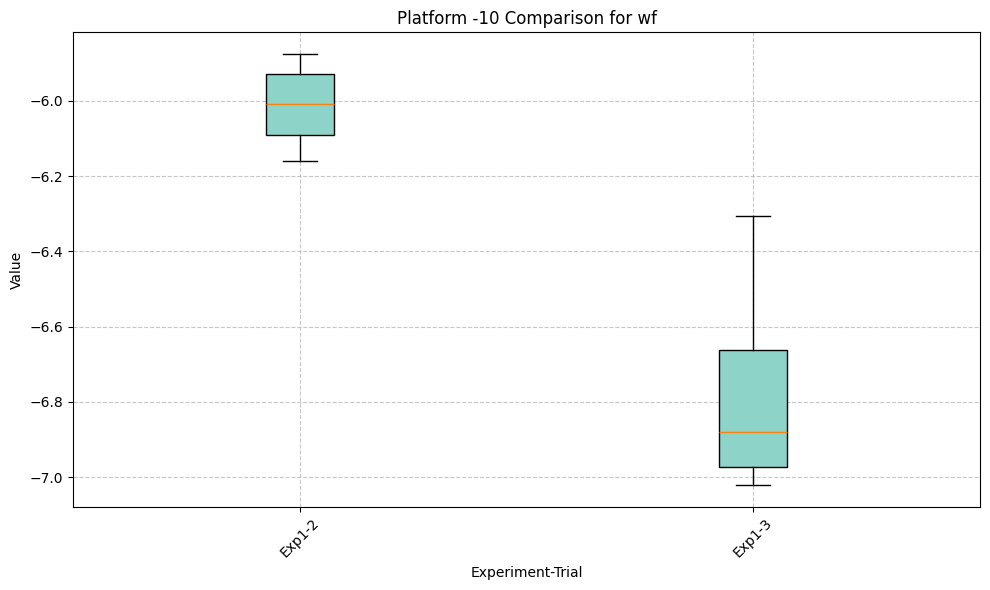 Platform -10 Comparison for wf
−6.0
−6.2
−6.4
−6.6
−6.8
−7.0
Value
Exp1-2
Exp1-3
Experiment-Trial